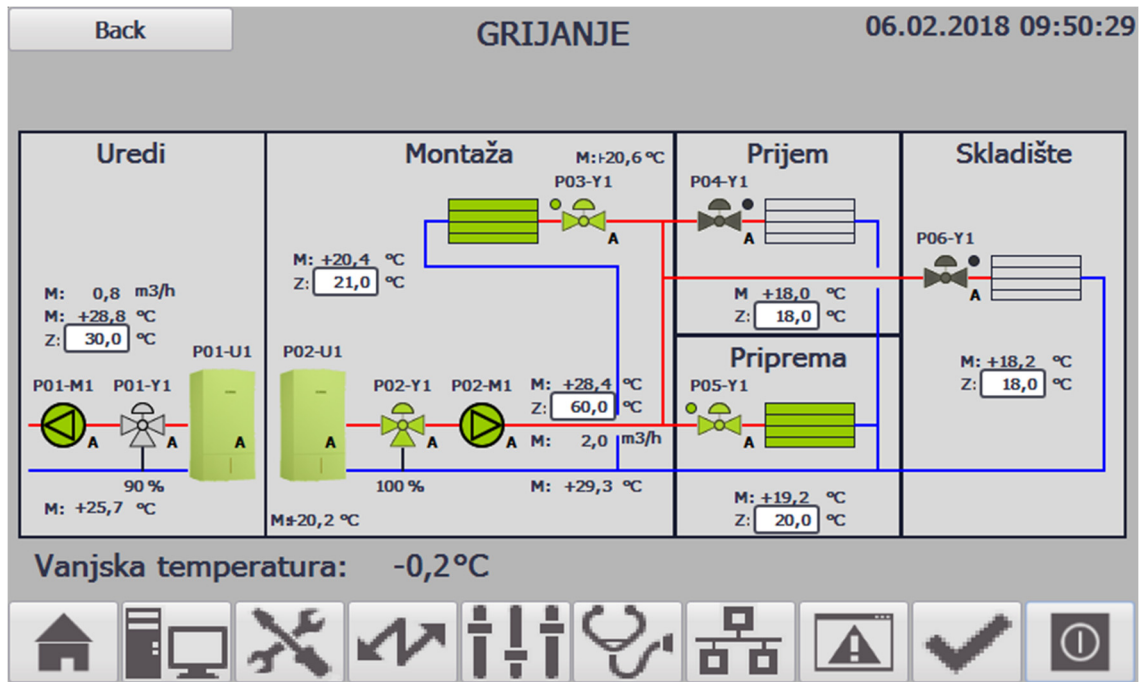 Back
GRIJANJE
06.02.2018 09:50:29
Uredi
M: 0,8 m3/h
M: +28,8 °C
Z: 30,0 °C
P01-U1
P01-M1 P01-Y1
A
A
A
90 %
M: +25,7 °C
Montaža
M:+20,6 °C
P03-Y1
A
M: +20,4 °C
Z: 21,0 °C
P02-U1
P02-Y1 P02-M1
M: +28,4 °C
Z: 60,0 °C
A
A
A
M: 2,0 m3/h
100 %
M: +29,3 °C
M:+20,2 °C
Prijem
P04-Y1
A
M +18,0 °C
Z: 18,0 °C
Priprema
P05-Y1
A
M: +19,2 °C
Z: 20,0 °C
Skladište
P06-Y1
A
M: +18,2 °C
Z: 18,0 °C
Vanjska temperatura: -0,2°C